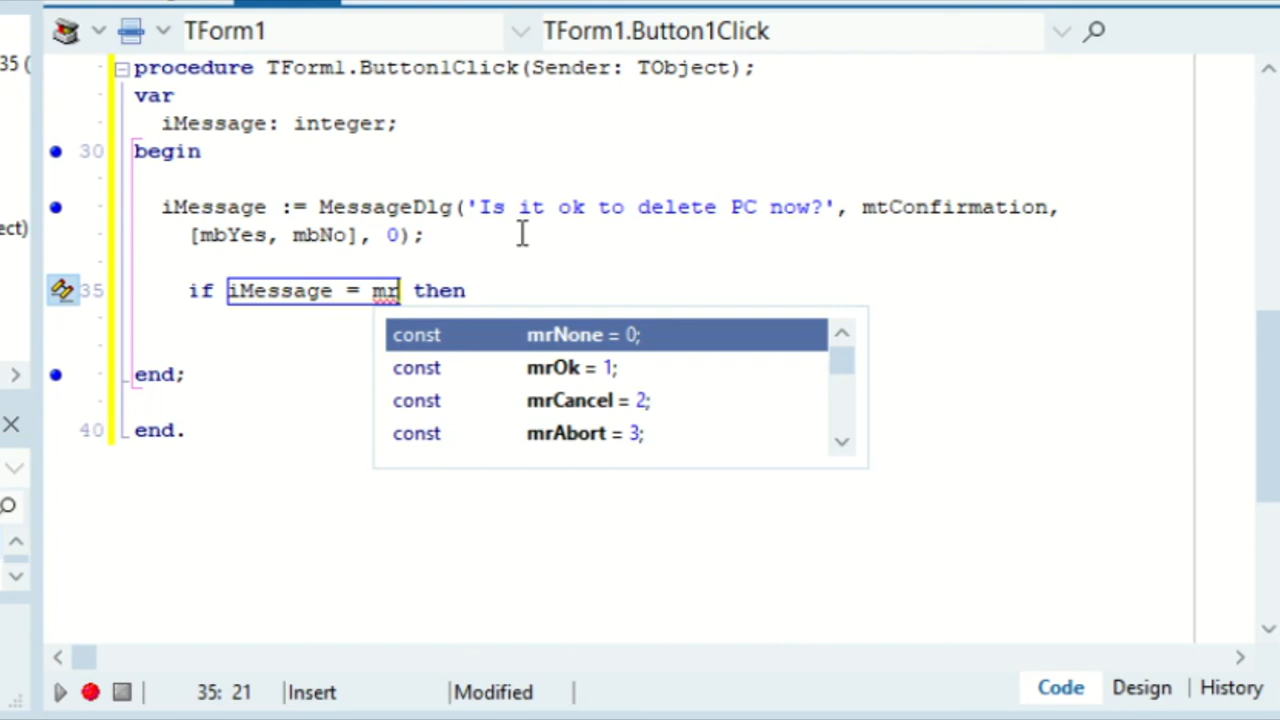 TForm1 TForm1.Button1Click
35 (
procedure TForm1.Button1Click(Sender: TObject);
var
iMessage: integer;
30 begin
iMessage := MessageDlg('Is it ok to delete PC now?', mtConfirmation,
ect)
[mbYes, mbNo], 0);
35 if iMessage = mr then
const mrNone = 0;
const mrOk = 1;
end;
const mrCancel = 2;
40 end.
const mrAbort = 3;
35: 21 Insert Modified Code Design History